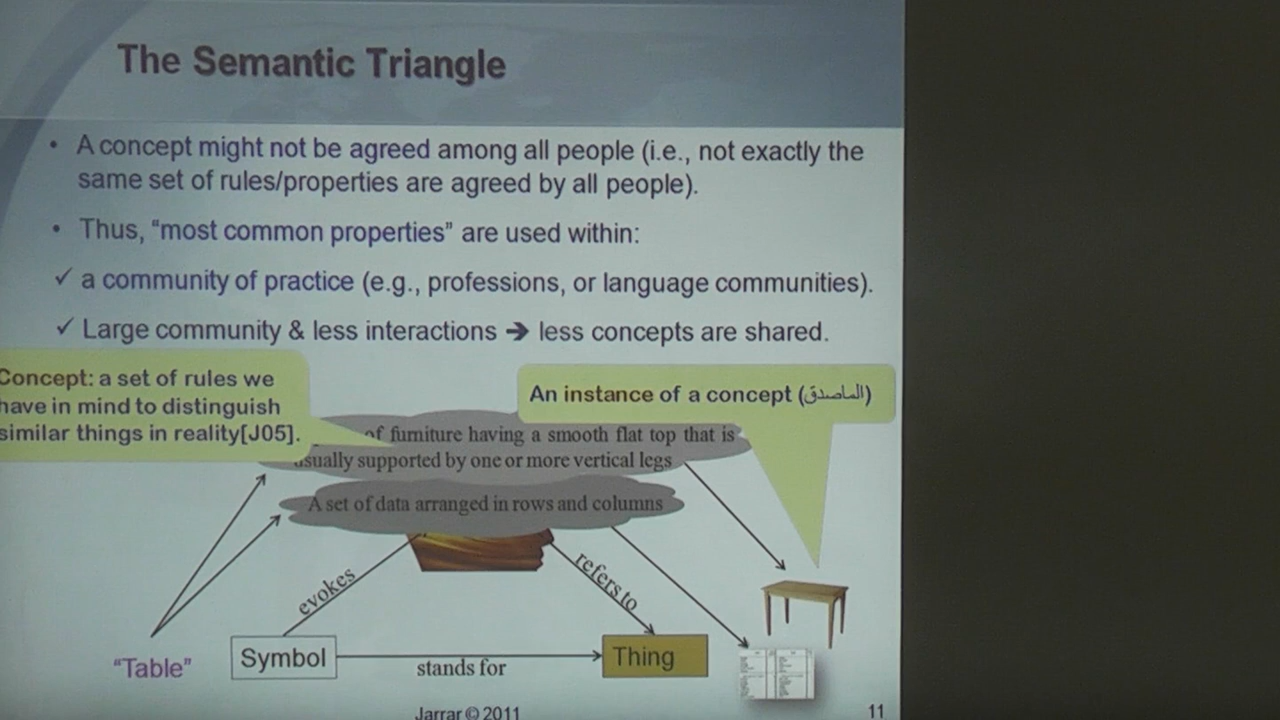 The Semantic Triangle
• A concept might not be agreed among all people (i.e., not exactly the
same set of rules/properties are agreed by all people).
• Thus, “most common properties” are used within:
✓ a community of practice (e.g., professions, or language communities).
✓ Large community & less interactions ➔ less concepts are shared.
Concept: a set of rules we
have in mind to distinguish
similar things in reality[J05].
An instance of a concept (الماصدق)
of furniture having a smooth flat top that is
usually supported by one or more vertical legs
A set of data arranged in rows and columns
evokes
refers to
“Table”
Symbol
stands for
Thing
Jarrar © 2011
11